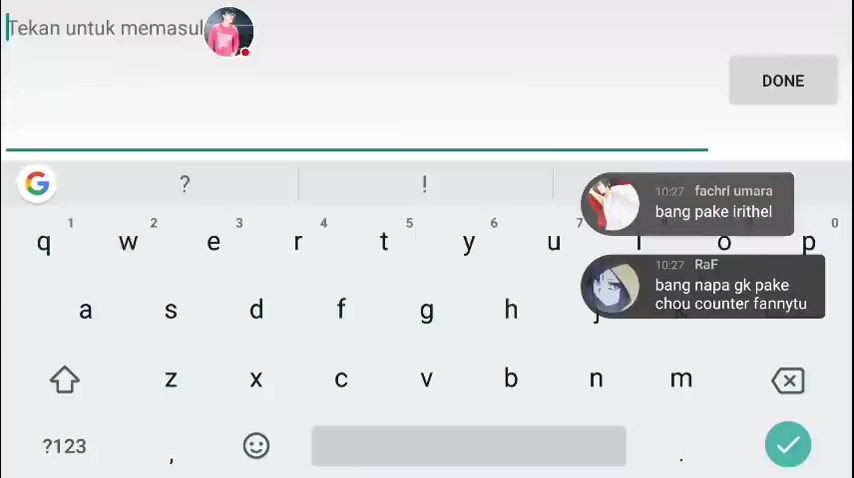 Tekan untuk memasul
DONE
? !
10:27 fachri umara
bang pake irithel
10:27 RaF
bang napa gk pake
chou counter fannytu
1 2 3 4 5 6 7 0
q w e r t y u i o p
a s d f g h j
z x c v b n m
?123 , .